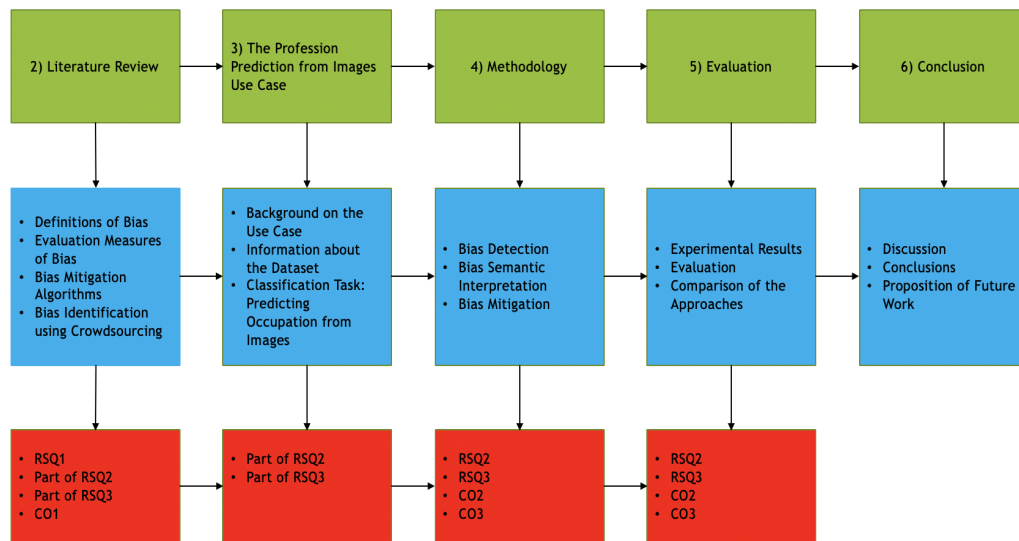 2) Literature Review
3) The Profession
Prediction from Images
Use Case
4) Methodology
5) Evaluation
6) Conclusion
• Definitions of Bias
• Evaluation Measures
of Bias
• Bias Mitigation
Algorithms
• Bias Identification
using Crowdsourcing
• Background on the
Use Case
• Information about
the Dataset
• Classification Task:
Predicting
Occupation from
Images
• Bias Detection
• Bias Semantic
Interpretation
• Bias Mitigation
• Experimental Results
• Evaluation
• Comparison of the
Approaches
• Discussion
• Conclusions
• Proposition of Future
Work
• RSQ1
• Part of RSQ2
• Part of RSQ3
• CO1
• Part of RSQ2
• Part of RSQ3
• RSQ2
• RSQ3
• CO2
• CO3
• RSQ2
• RSQ3
• CO2
• CO3